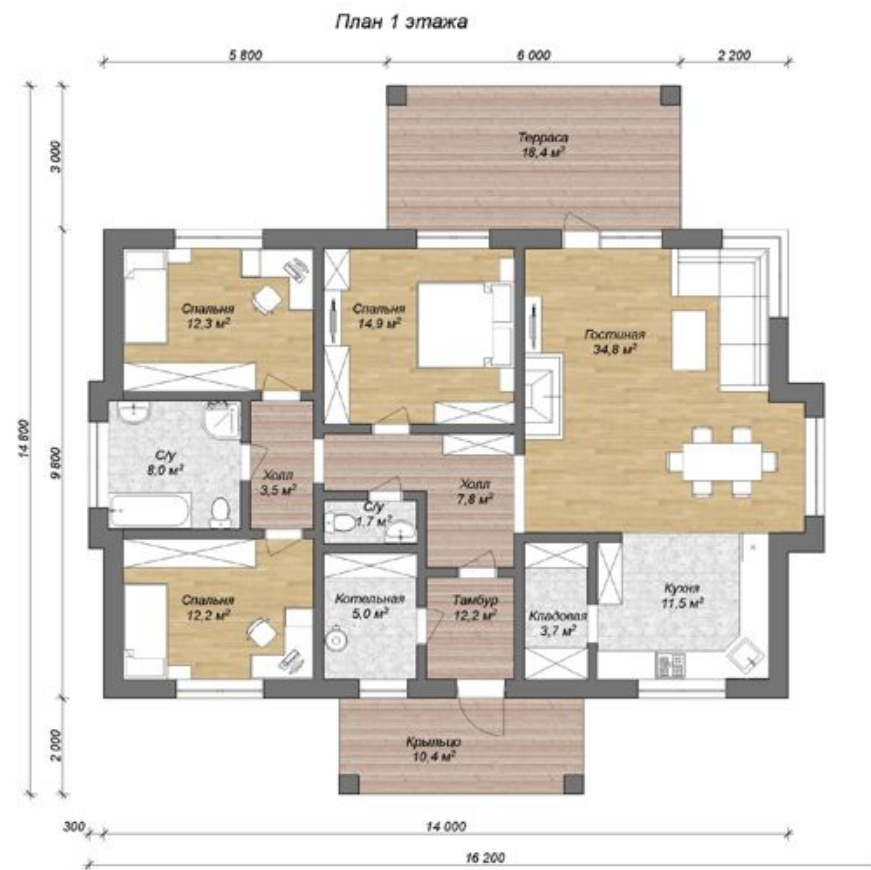 План 1 этажа
5 800
6 000
2 200
3 000
Терраса
18,4 м²
14 800
9 800
Спальня
12,3 м²
Спальня
14,9 м²
Гостиная
34,8 м²
С/у
8,0 м²
Холл
3,5 м²
Холл
7,8 м²
С/у
1,7 м²
Спальня
12,2 м²
Котельная
5,0 м²
Тамбур
12,2 м²
Кладовая
3,7 м²
Кухня
11,5 м²
2 000
Крыльцо
10,4 м²
300
14 000
16 200